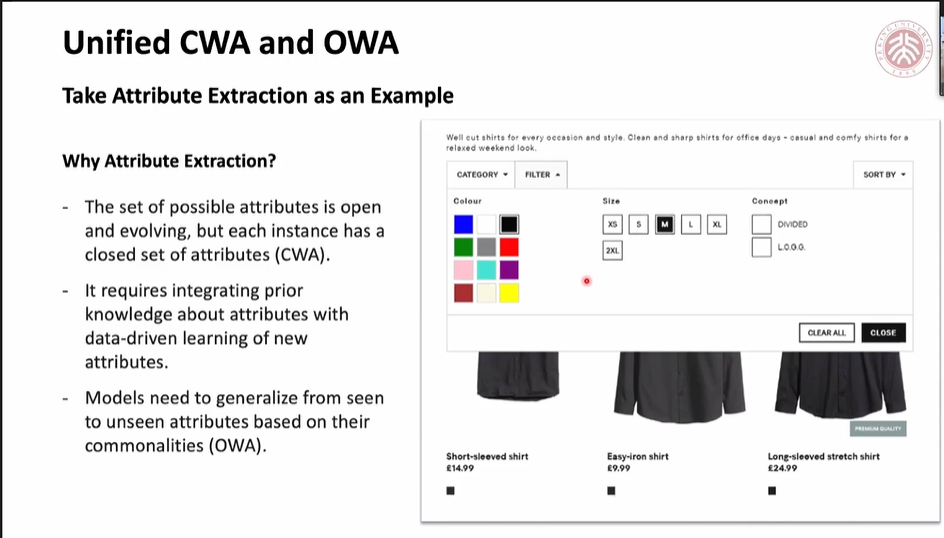 Unified CWA and OWA
Take Attribute Extraction as an Example
Why Attribute Extraction?
- The set of possible attributes is open
and evolving, but each instance has a
closed set of attributes (CWA).
- It requires integrating prior
knowledge about attributes with
data-driven learning of new
attributes.
- Models need to generalize from seen
to unseen attributes based on their
commonalities (OWA).
Well cut shirts for every occasion and style. Clean and sharp shirts for office days - casual and comfy shirts for a
relaxed weekend look.
CATEGORY FILTER SORT BY
Colour Size Concept
XS S M L XL DIVIDED
2XL L.O.G.G.
CLEAR ALL CLOSE
PREMIUM QUALITY
Short-sleeved shirt Easy-iron shirt Long-sleeved stretch shirt
£14.99 £9.99 £24.99
PEKING UNIVERSITY
1898